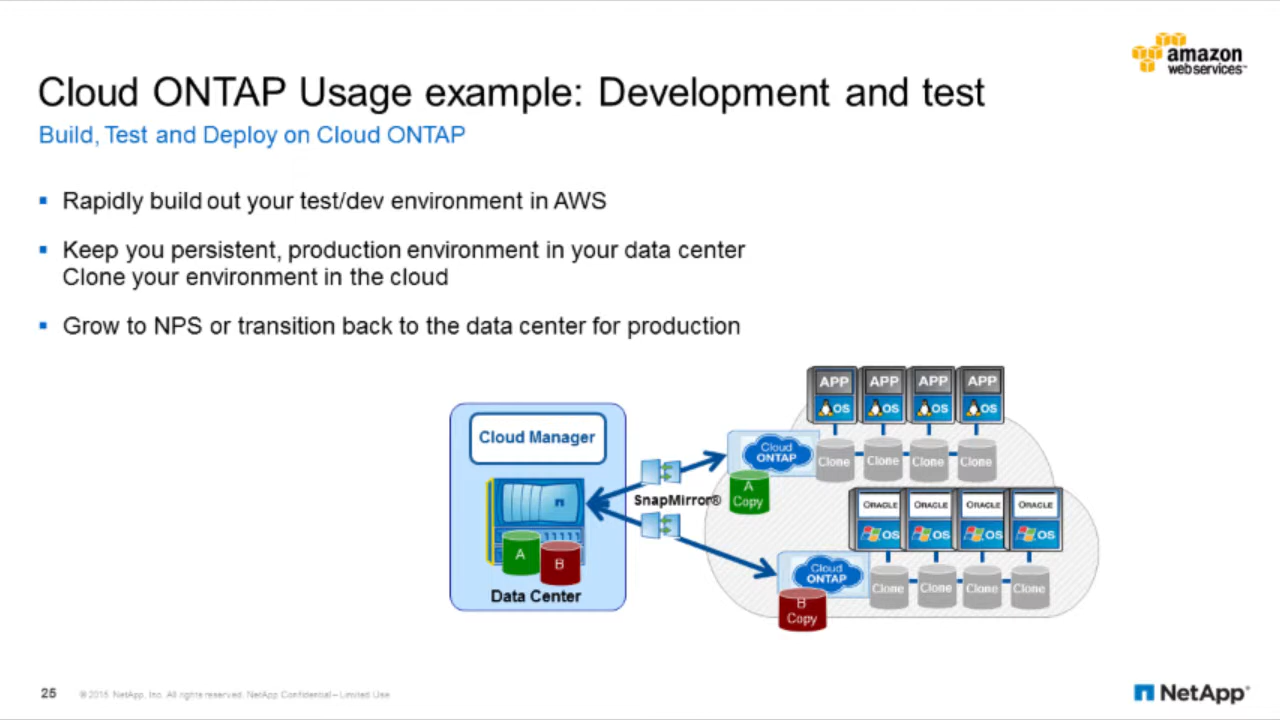 amazon
webservices™
Cloud ONTAP Usage example: Development and test
Build, Test and Deploy on Cloud ONTAP
▪ Rapidly build out your test/dev environment in AWS
▪ Keep you persistent, production environment in your data center
Clone your environment in the cloud
▪ Grow to NPS or transition back to the data center for production
APP APP APP APP
OS OS OS OS
Cloud Manager
Cloud
ONTAP
Clone Clone Clone Clone
A
Copy
SnapMirror®
n
ORACLE ORACLE ORACLE ORACLE
OS OS OS OS
A
B
Data Center
Cloud
ONTAP
Clone Clone Clone Clone
B
Copy
25 © 2015 NetApp, Inc. All rights reserved. NetApp Confidential – Limited Use
NetApp®